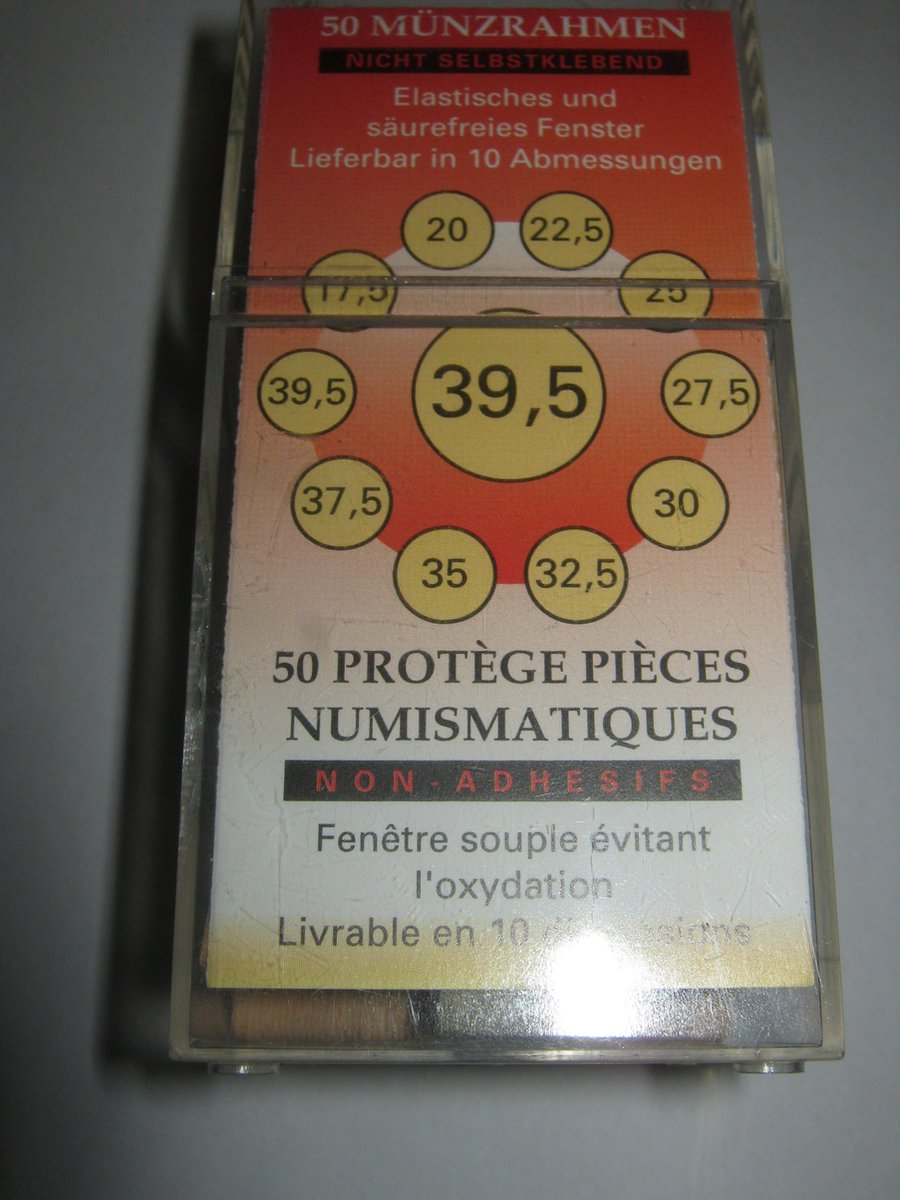 50 MÜNZRAHMEN
NICHT SELBSTKLEBEND
Elastisches und
säurefreies Fenster
Lieferbar in 10 Abmessungen
20 22,5
17,5 25
39,5 39,5 27,5
37,5 30
35 32,5
50 PROTÈGE PIÈCES
NUMISMATIQUES
NON-ADHESIFS
Fenêtre souple évitant
l'oxydation
Livrable en 10 dimensions